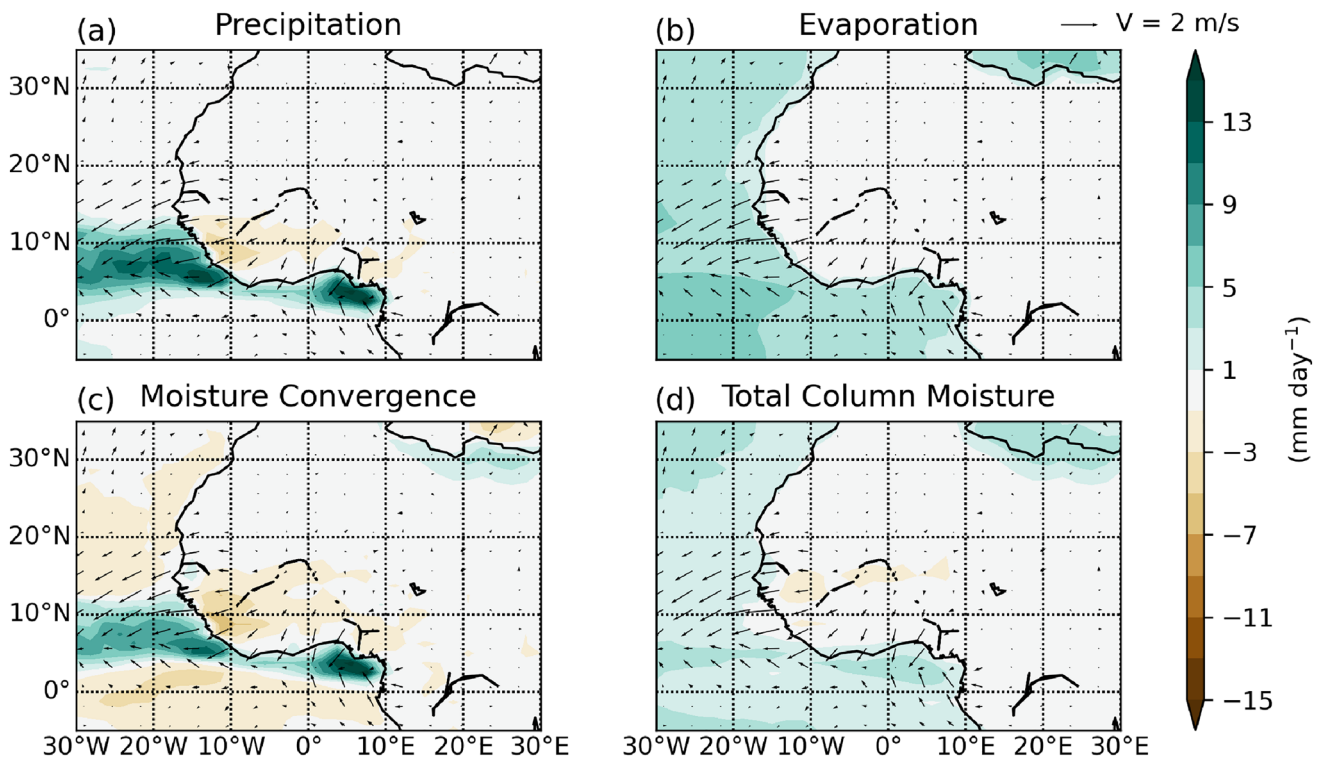 (a) Precipitation
(b) Evaporation
V = 2 m/s
30°N
20°N
10°N
0°
(c) Moisture Convergence
(d) Total Column Moisture
30°N
20°N
10°N
0°
30°W 20°W 10°W 0° 10°E 20°E 30°E
30°W 20°W 10°W 0° 10°E 20°E 30°E
13
9
5
1
−3
−7
−11
−15
(mm day⁻¹)